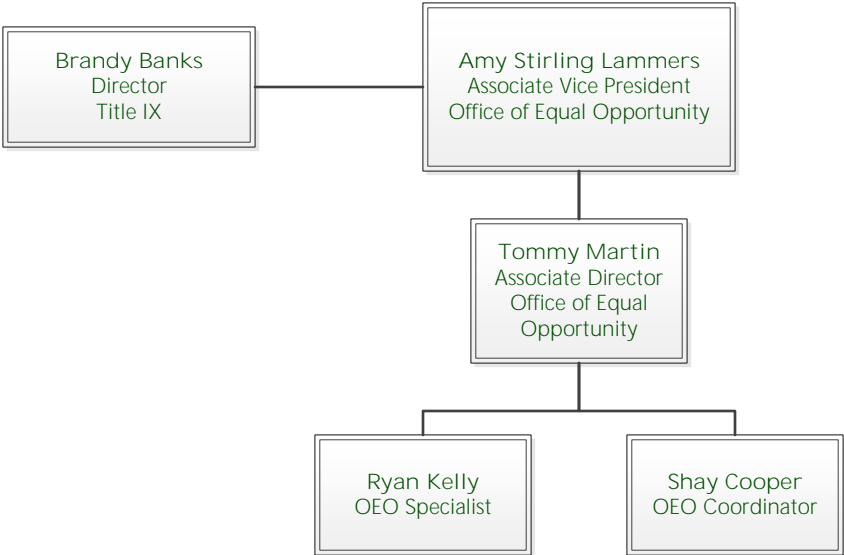 Brandy Banks
Director
Title IX
Amy Stirling Lammers
Associate Vice President
Office of Equal Opportunity
Tommy Martin
Associate Director
Office of Equal
Opportunity
Ryan Kelly
OEO Specialist
Shay Cooper
OEO Coordinator